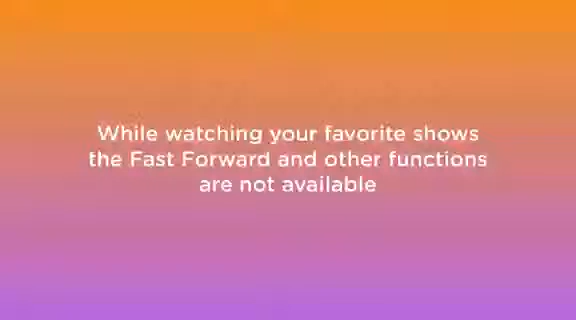 While watching your favorite shows
the Fast Forward and other functions
are not available